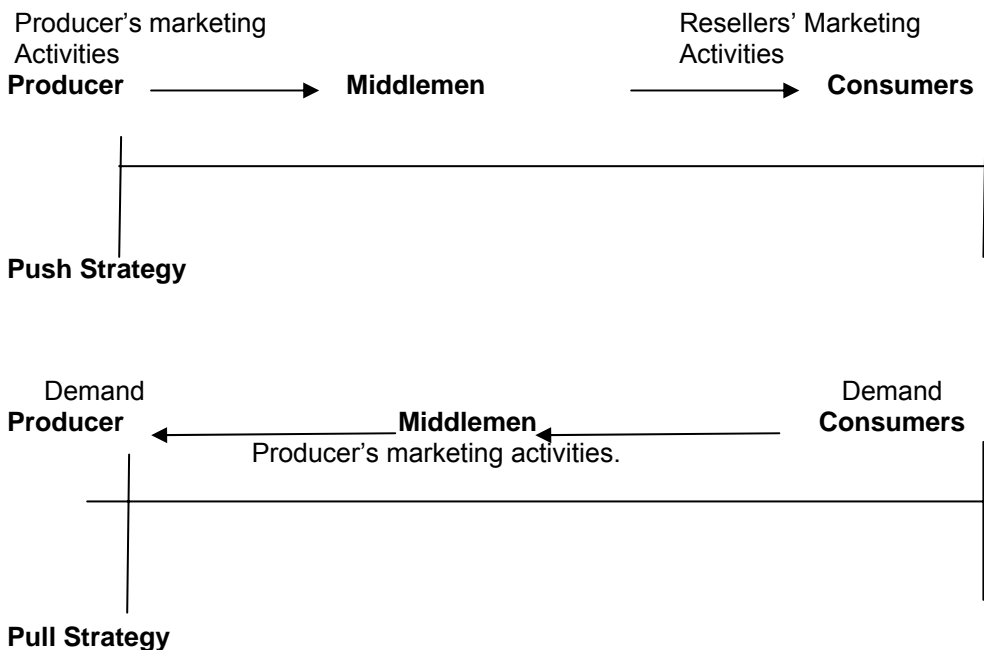 Producer’s marketing Activities
Resellers’ Marketing Activities
Producer Middlemen Consumers
Push Strategy
Demand Demand
Producer Middlemen Consumers
Producer’s marketing activities.
Pull Strategy